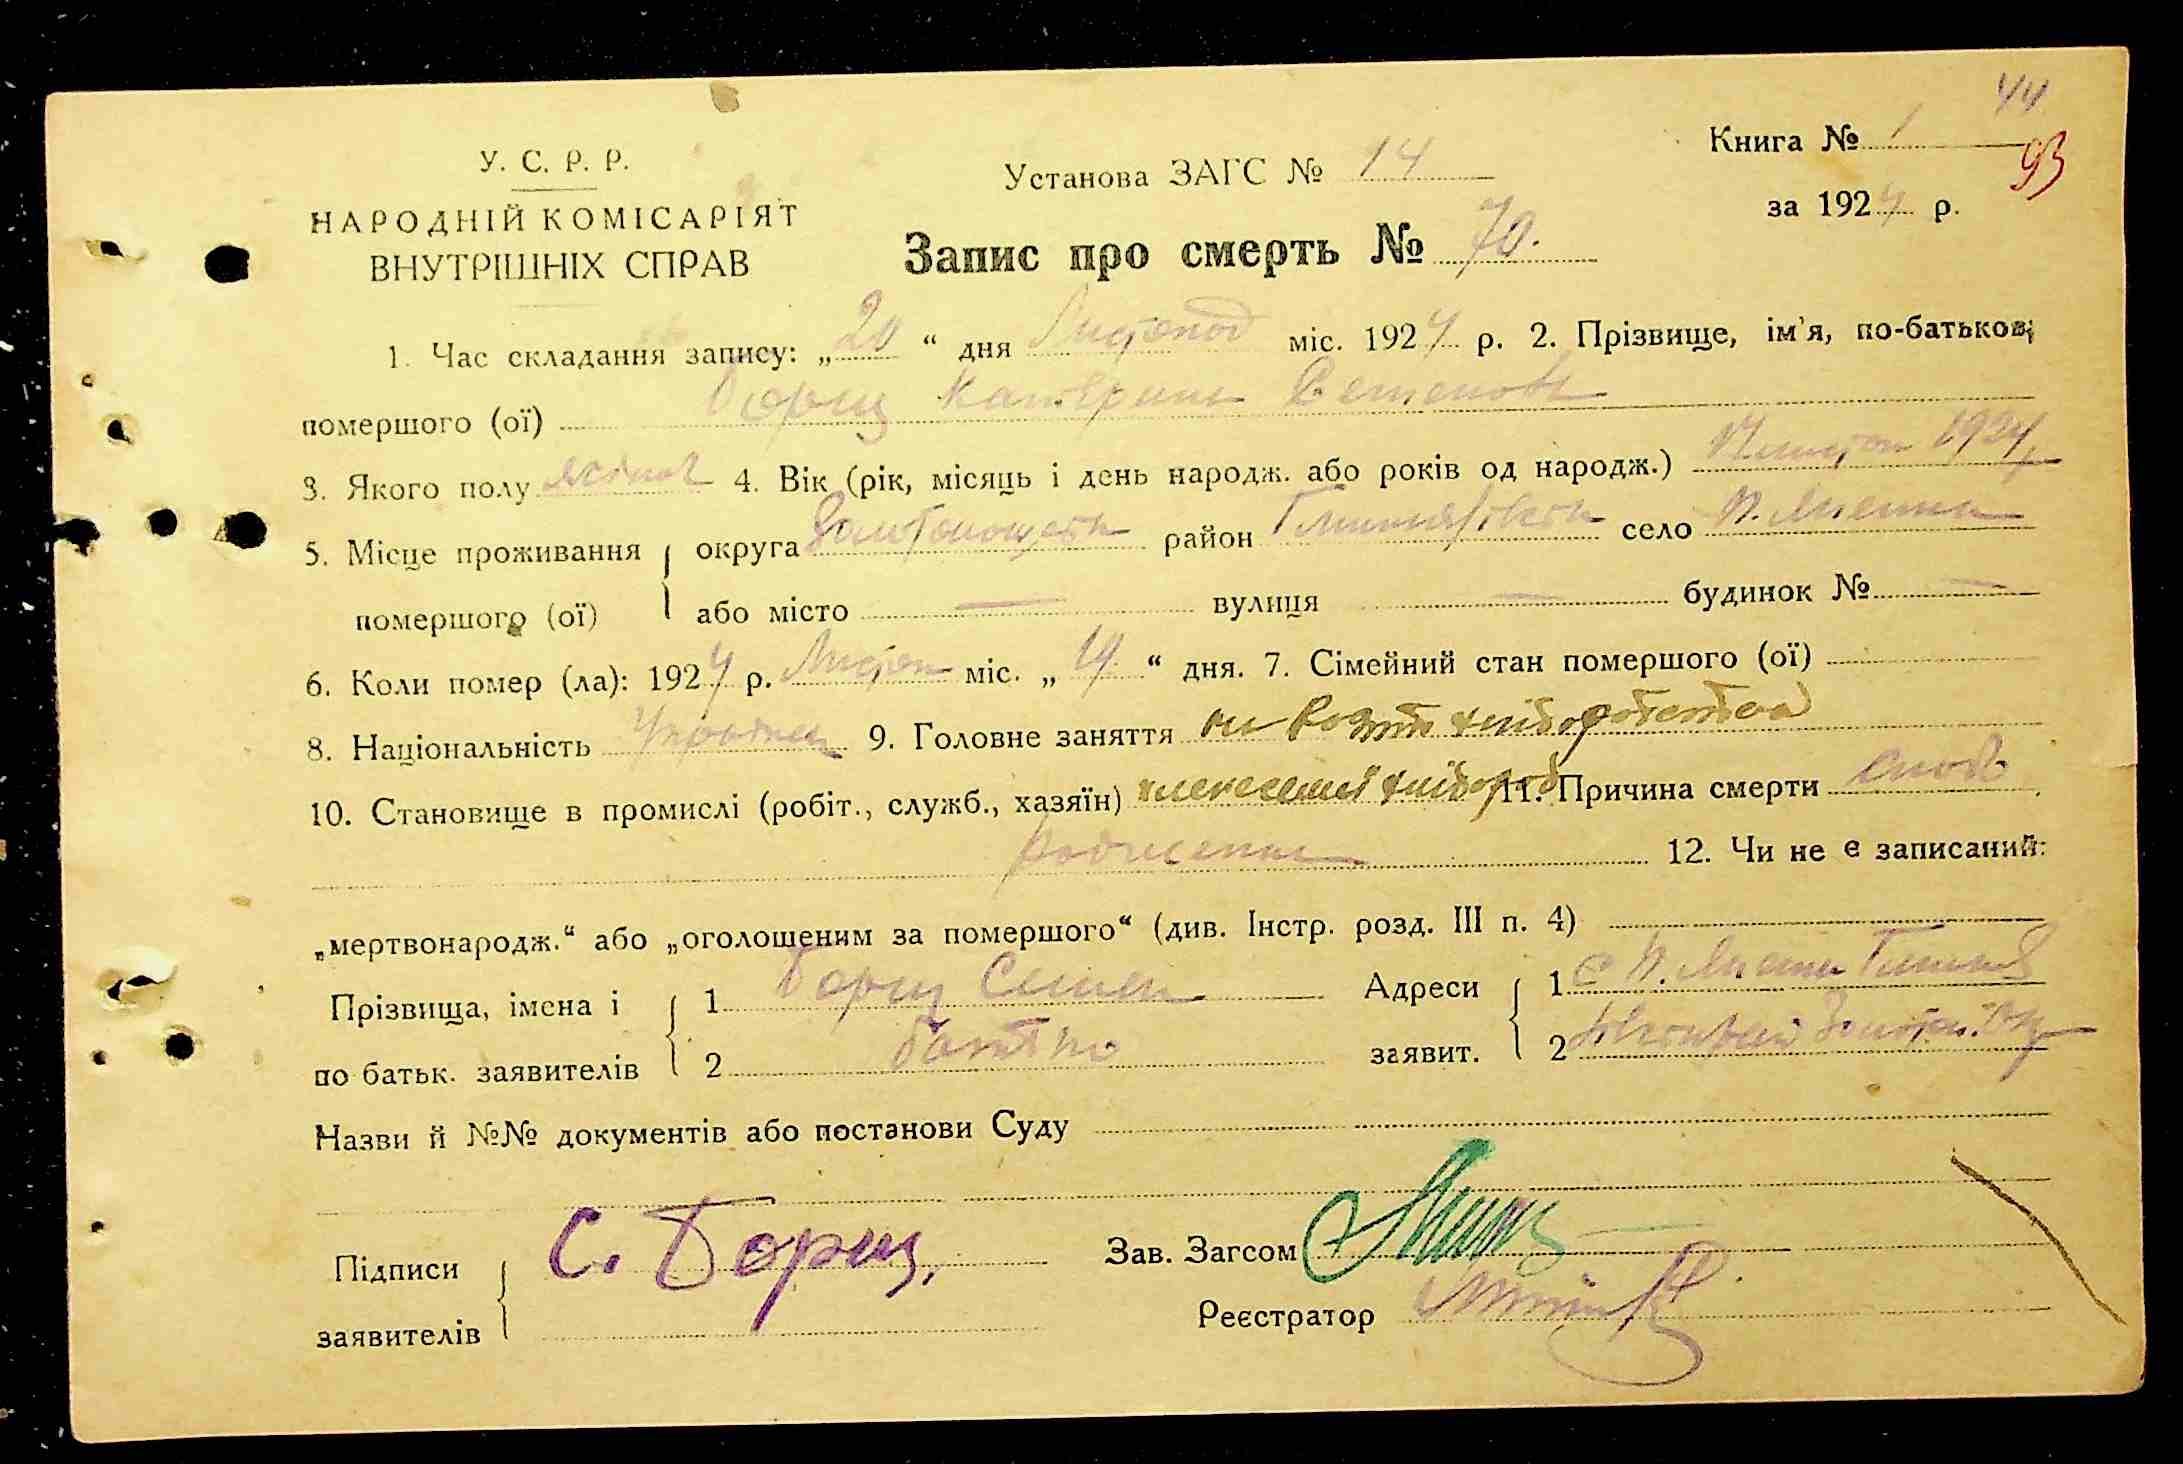 44
Книга № 1
93
У. С. Р. Р.
Установа ЗАГС № 14
за 1924 р.
НАРОДНІЙ КОМІСАРІЯТ
ВНУТРІШНІХ СПРАВ
Запис про смерть № 70.
1. Час складання запису: „ 20 “ дня Листопад міс. 1924 р. 2. Прізвище, ім'я, по-батькові
помершого (ої) Борщ Катерина Семенов
3. Якого полу 4. Вік (рік, місяць і день народж. або років од народж.) 1924
5. Місце проживання округа Золотоноцька район село
помершого (ої) або місто — вулиця — будинок № —
6. Коли помер (ла): 1924 р. Листоп міс. „ 19 “ дня. 7. Сімейний стан помершого (ої)
8. Національність 9. Головне заняття
10. Становище в промислі (робіт., служб., хазяїн) 11. Причина смерти
12. Чи не є записаний:
„мертвонародж.“ або „оголошеним за помершого“ (див. Інстр. розд. III п. 4)
Прізвища, імена і 1 Борщ Семен Адреси 1
по батьк. заявителів 2 батько заявит. 2
Назви й №№ документів або постанови Суду
Підписи С. Борщ. Зав. Загсом
заявителів Реєстратор